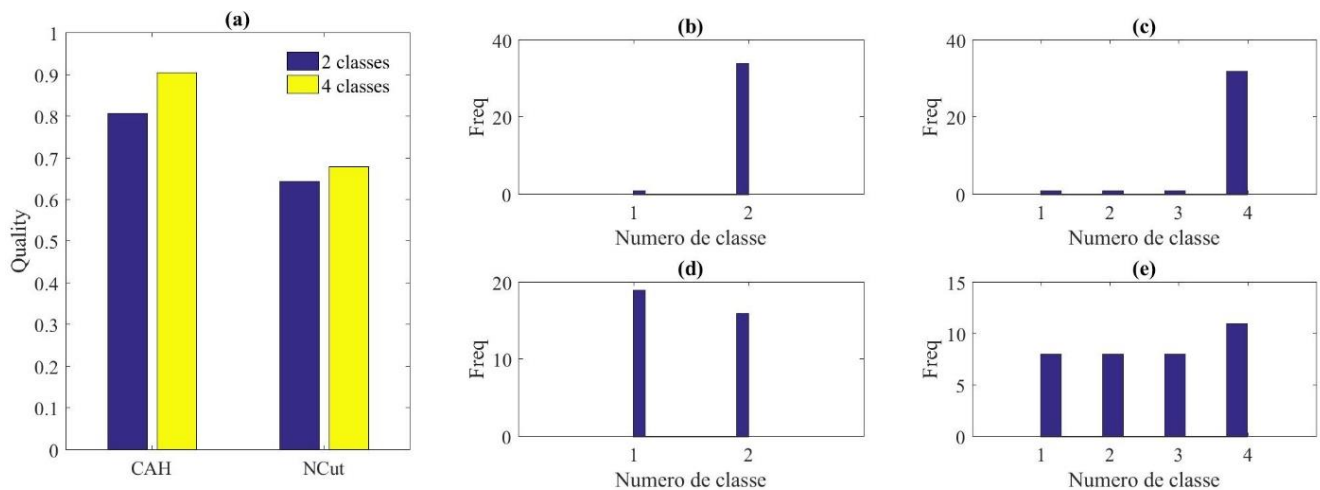 (a)
1
0.9
0.8
0.7
0.6
0.5
0.4
0.3
0.2
0.1
0
Quality
2 classes
4 classes
CAH
NCut
(b)
40
20
0
Freq
1 2
Numero de classe
(c)
40
20
0
Freq
1 2 3 4
Numero de classe
(d)
20
10
0
Freq
1 2
Numero de classe
(e)
15
10
5
0
Freq
1 2 3 4
Numero de classe